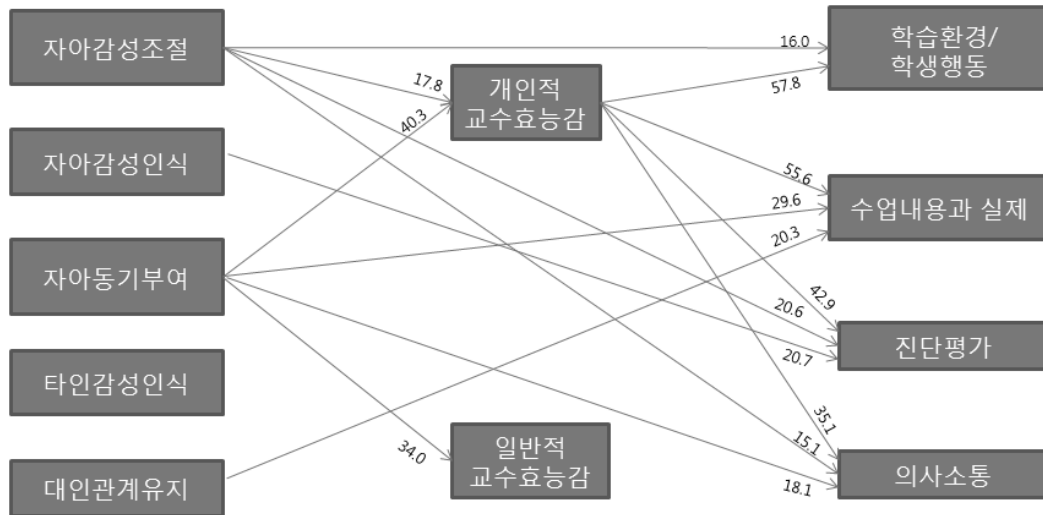 자아감성조절
16.0
학습환경/
학생행동
17.8
개인적
교수효능감
57.8
40.3
자아감성인식
55.6
29.6
수업내용과 실제
20.3
자아동기부여
42.9
20.6
진단평가
20.7
타인감성인식
35.1
일반적
교수효능감
34.0
15.1
의사소통
18.1
대인관계유지